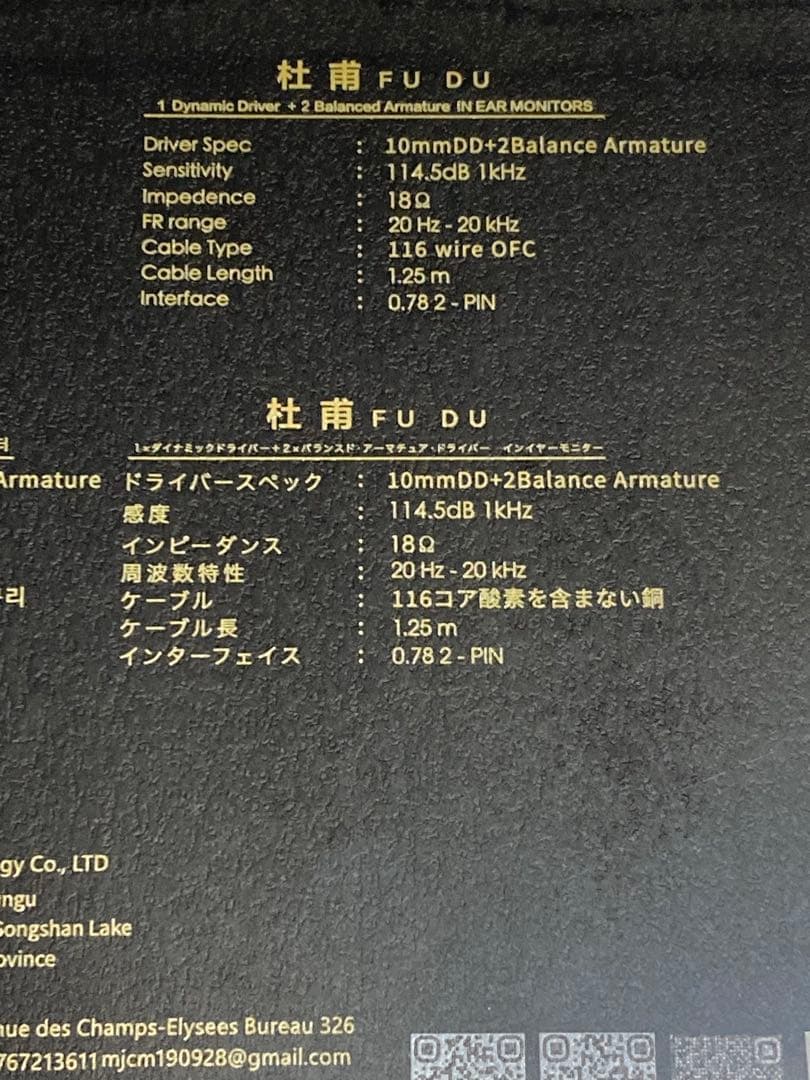 杜甫 FU DU
1 Dynamic Driver + 2 Balanced Armature IN EAR MONITORS
Driver Spec : 10mmDD+2Balance Armature
Sensitivity : 114.5dB 1kHz
Impedence : 18Ω
FR range : 20 Hz - 20 kHz
Cable Type : 116 wire OFC
Cable Length : 1.25 m
Interface : 0.78 2 - PIN
杜甫 FU DU
1×ダイナミックドライバー+2×バランスド・アーマチュア・ドライバー インイヤーモニター
Armature
ドライバースペック : 10mmDD+2Balance Armature
感度 : 114.5dB 1kHz
インピーダンス : 18Ω
周波数特性 : 20 Hz - 20 kHz
리
ケーブル : 116コア酸素を含まない銅
ケーブル長 : 1.25 m
インターフェイス : 0.78 2 - PIN
gy Co., LTD
ngu
Songshan Lake
ovince
nue des Champs-Elysees Bureau 326
767213611 mjcm190928@gmail.com